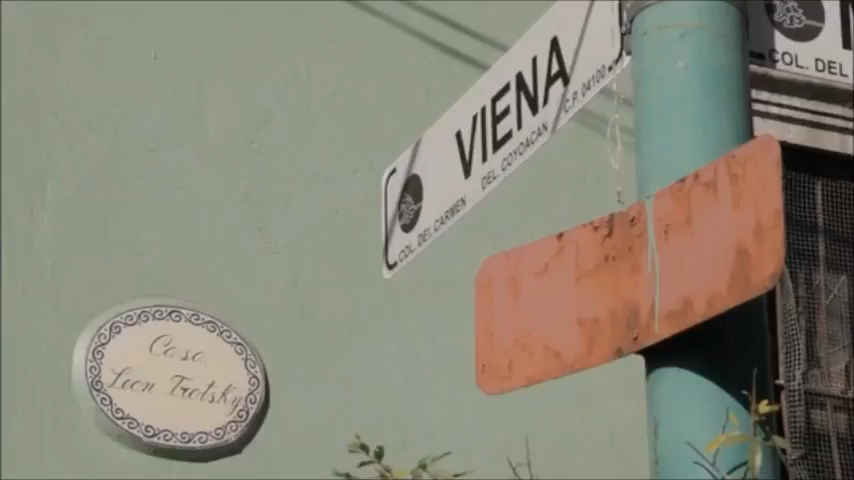 VIENA
COL. DEL CARMEN DEL. COYOACAN C.P. 04100
COL. DEL
Casa
Leon Trotsky